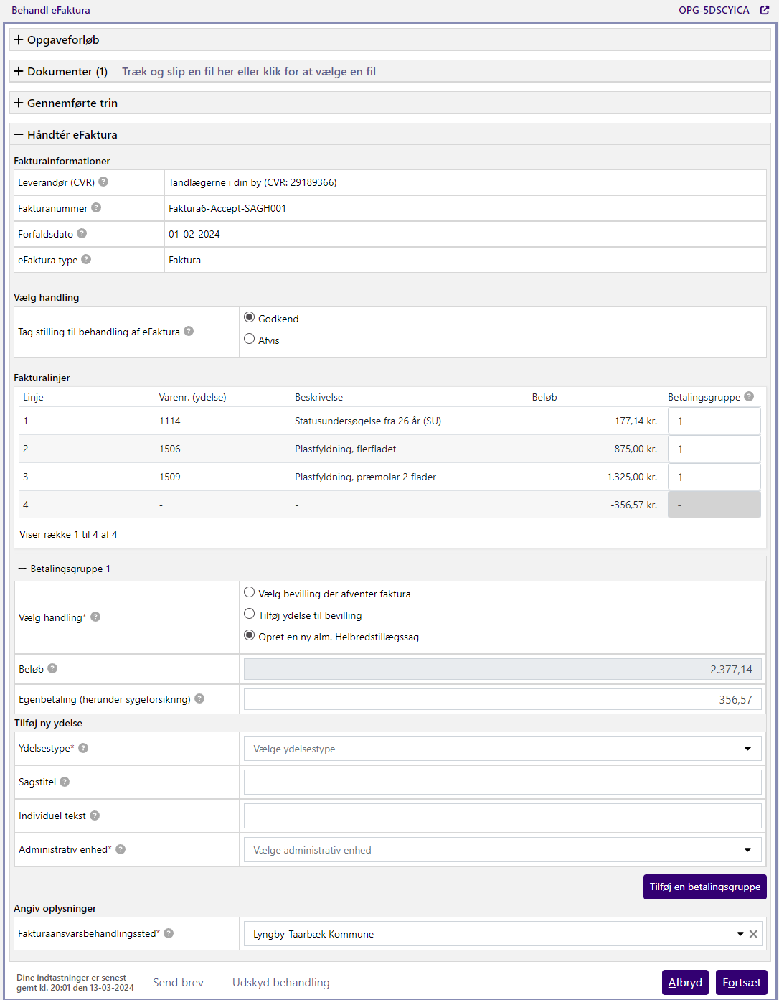 Behandl eFaktura OPG-5DSCYICA
Opgaveforløb
Dokumenter (1) Træk og slip en fil her eller klik for at vælge en fil
Gennemførte trin
Håndtér eFaktura
Fakturainformationer
Leverandør (CVR) ? Tandlægerne i din by (CVR: 29189366)
Fakturanummer ? Faktura6-Accept-SAGH001
Forfaldsdato ? 01-02-2024
eFaktura type ? Faktura
Vælg handling
Tag stilling til behandling af eFaktura ?
Godkend
Afvis
Fakturalinjer
Linje Varenr. (ydelse) Beskrivelse Beløb Betalingsgruppe ?
1 1114 Statusundersøgelse fra 26 år (SU) 177,14 kr. 1
2 1506 Plastfyldning, flerfladet 875,00 kr. 1
3 1509 Plastfyldning, præmolar 2 flader 1.325,00 kr. 1
4 - - -356,57 kr. -
Viser række 1 til 4 af 4
Betalingsgruppe 1
Vælg handling* ?
Vælg bevilling der afventer faktura
Tilføj ydelse til bevilling
Opret en ny alm. Helbredstillægssag
Beløb ? 2.377,14
Egenbetaling (herunder sygeforsikring) ? 356,57
Tilføj ny ydelse
Ydelsestype* ? Vælge ydelsestype
Sagstitel ?
Individuel tekst ?
Administrativ enhed* ? Vælge administrativ enhed
Tilføj en betalingsgruppe
Angiv oplysninger
Fakturaansvarsbehandlingssted* ? Lyngby-Taarbæk Kommune
Dine indtastninger er senest
gemt kl. 20:01 den 13-03-2024
Send brev Udskyd behandling Afbryd Fortsæt